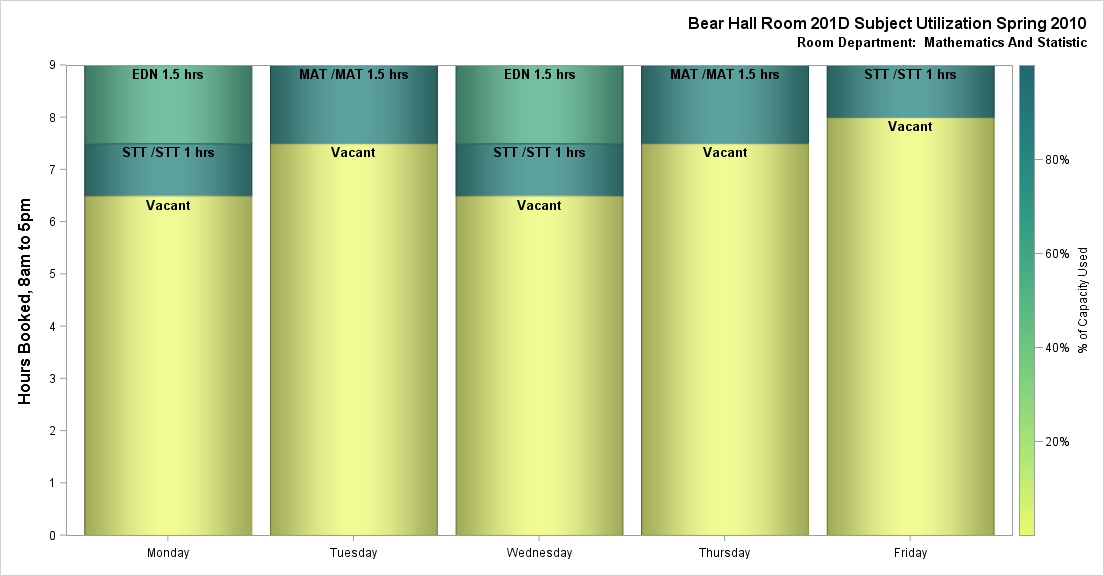 Bear Hall Room 201D Subject Utilization Spring 2010
Room Department:  Mathematics And Statistic
Hours Booked, 8am to 5pm
9
8
7
6
5
4
3
2
1
0
EDN 1.5 hrs
STT /STT 1 hrs
Vacant
MAT /MAT 1.5 hrs
Vacant
EDN 1.5 hrs
STT /STT 1 hrs
Vacant
MAT /MAT 1.5 hrs
Vacant
STT /STT 1 hrs
Vacant
Monday
Tuesday
Wednesday
Thursday
Friday
80%
60%
40%
20%
% of Capacity Used